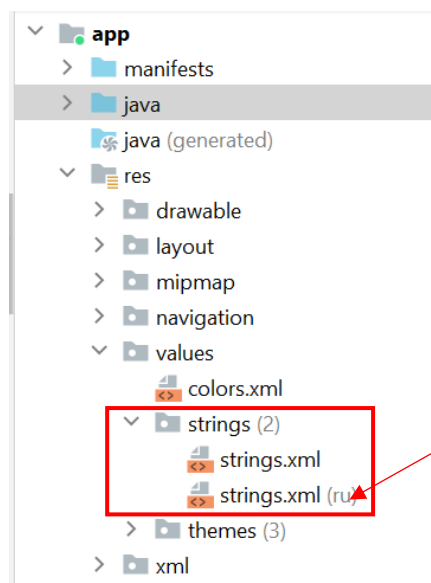 app
manifests
java
java (generated)
res
drawable
layout
mipmap
navigation
values
colors.xml
strings (2)
strings.xml
strings.xml (ru)
themes (3)
xml